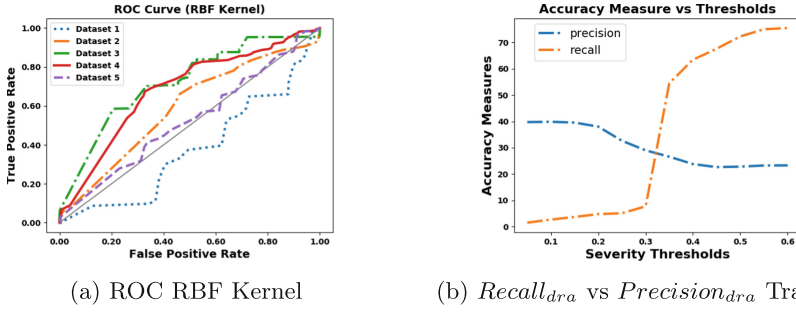 ROC Curve (RBF Kernel)
1.00
0.80
0.60
0.40
0.20
0.00
True Positive Rate
Dataset 1
Dataset 2
Dataset 3
Dataset 4
Dataset 5
0.00 0.20 0.40 0.60 0.80 1.00
False Positive Rate
(a) ROC RBF Kernel
Accuracy Measure vs Thresholds
70
60
50
40
30
20
10
0
Accuracy Measures
precision
recall
0.1 0.2 0.3 0.4 0.5 0.6
Severity Thresholds
(b) Recall_dra vs Precision_dra Tra